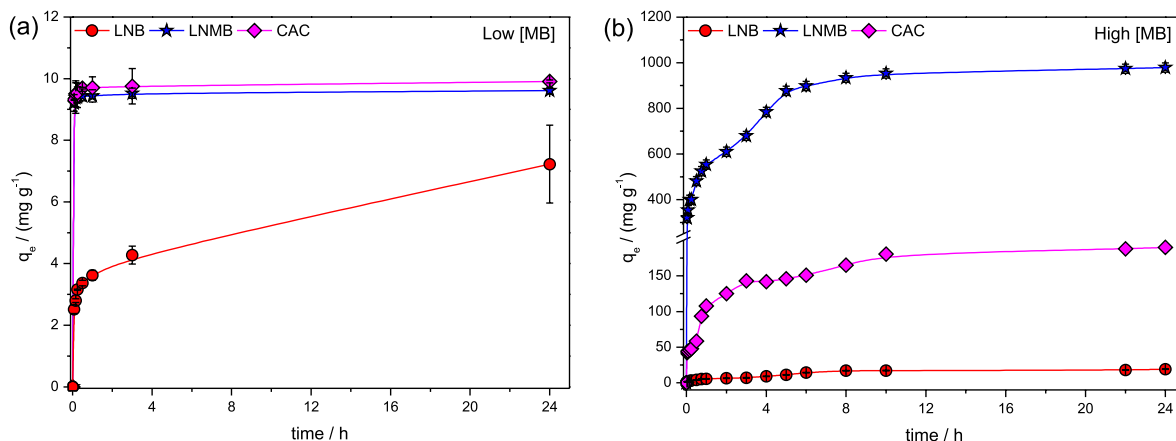 (a)
LNB LNMB CAC
Low [MB]
12
10
8
6
4
2
0
0 4 8 12 16 20 24
q_e / (mg g⁻¹)
time / h
(b)
LNB LNMB CAC
High [MB]
1200
1000
800
600
400
150
100
50
0
0 4 8 12 16 20 24
q_e / (mg g⁻¹)
time / h